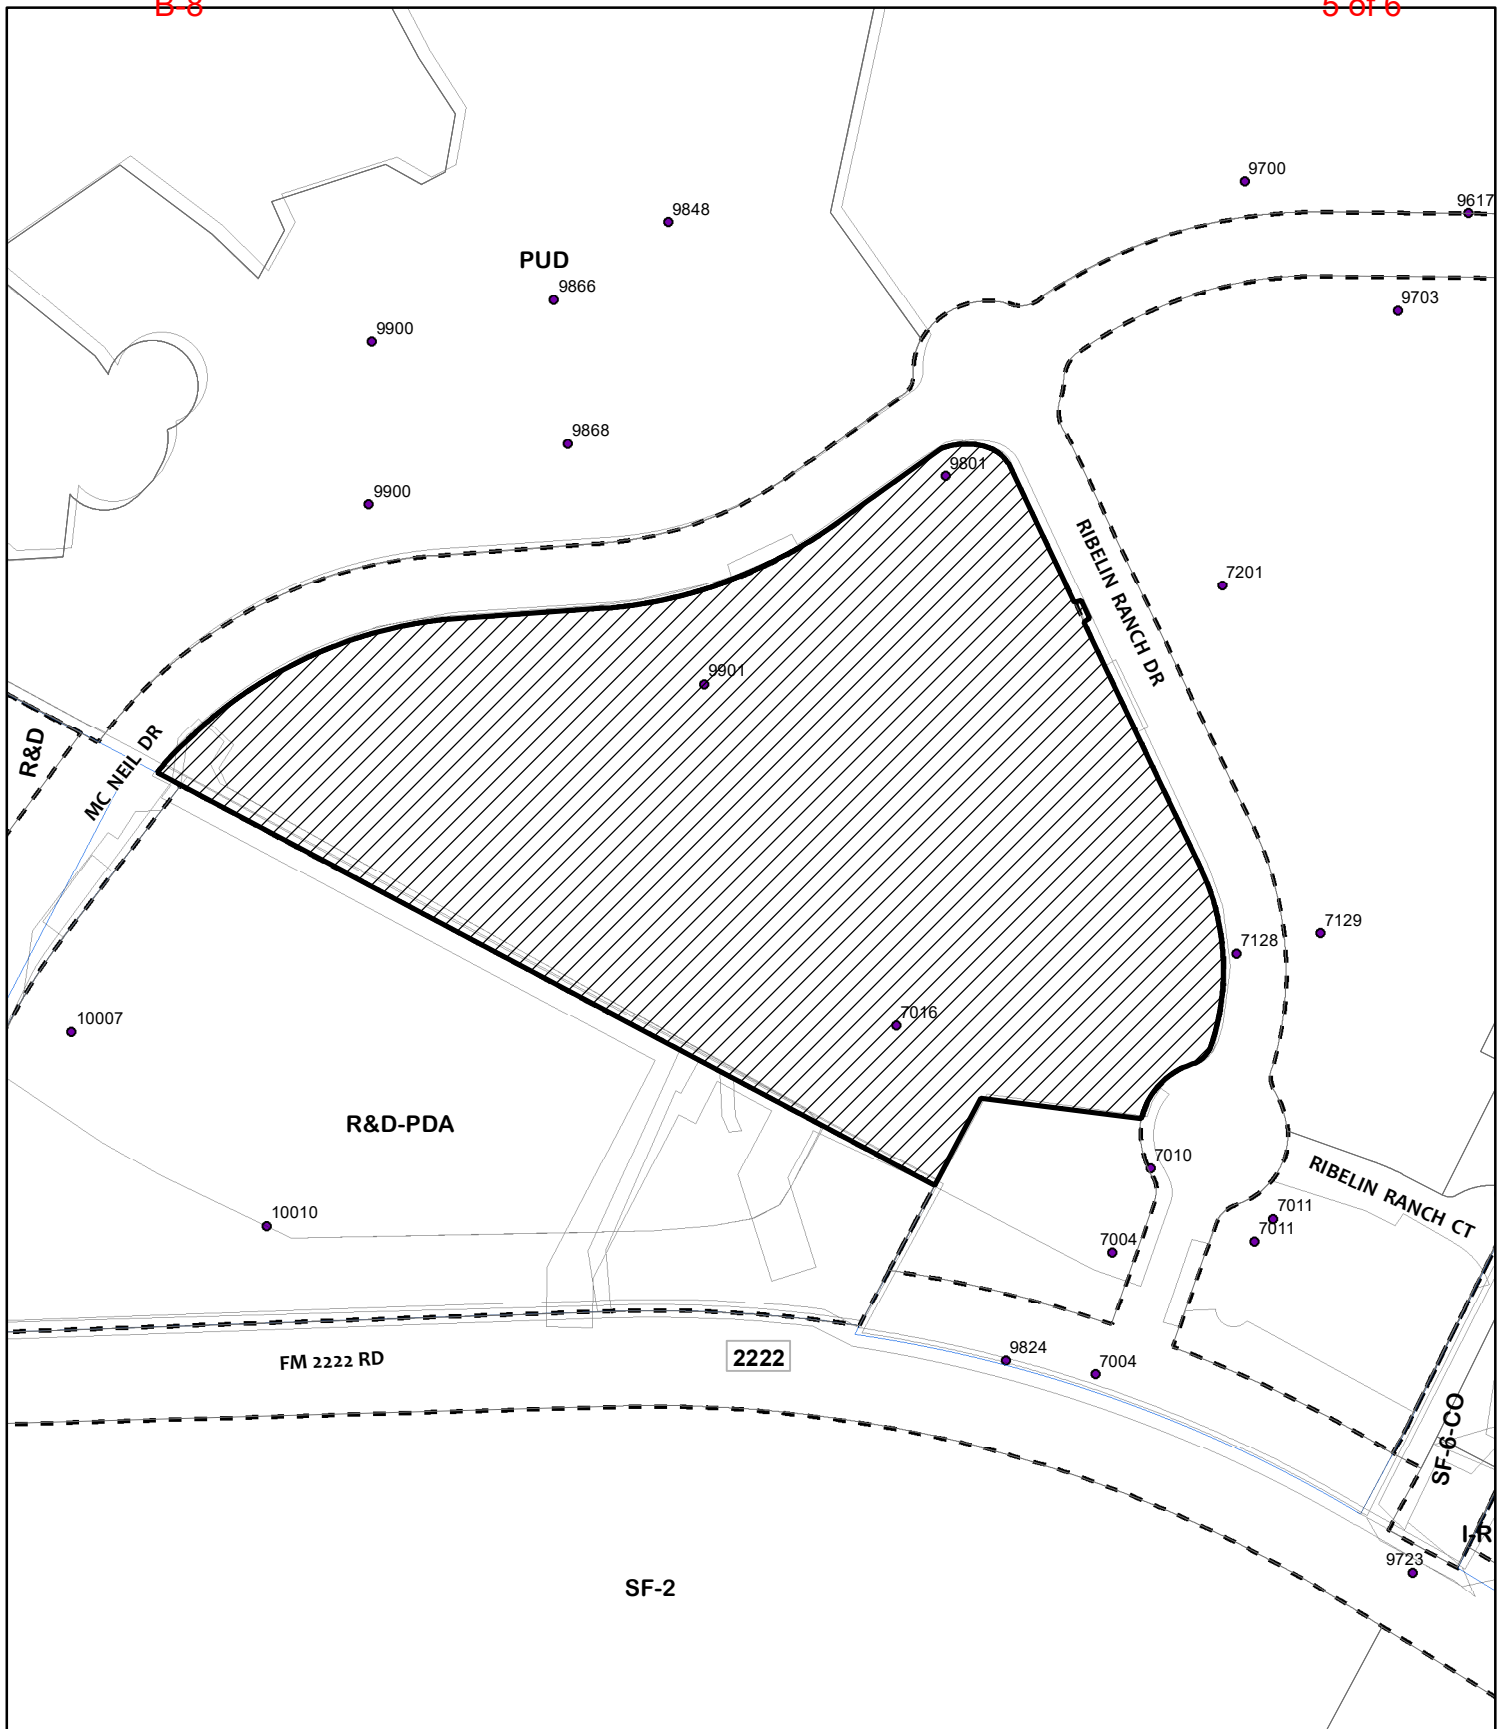 B-8
5 of 6
9700
9617
9848
PUD
9866
9703
9900
9868
9801
9900
RIBELIN RANCH DR
7201
9901
R&D
MC NEIL DR
7129
7128
7016
10007
R&D-PDA
7010
RIBELIN RANCH CT
10010
7011
7011
7004
9824
2222
FM 2222 RD
7004
SF-6-CO
I-R
9723
SF-2